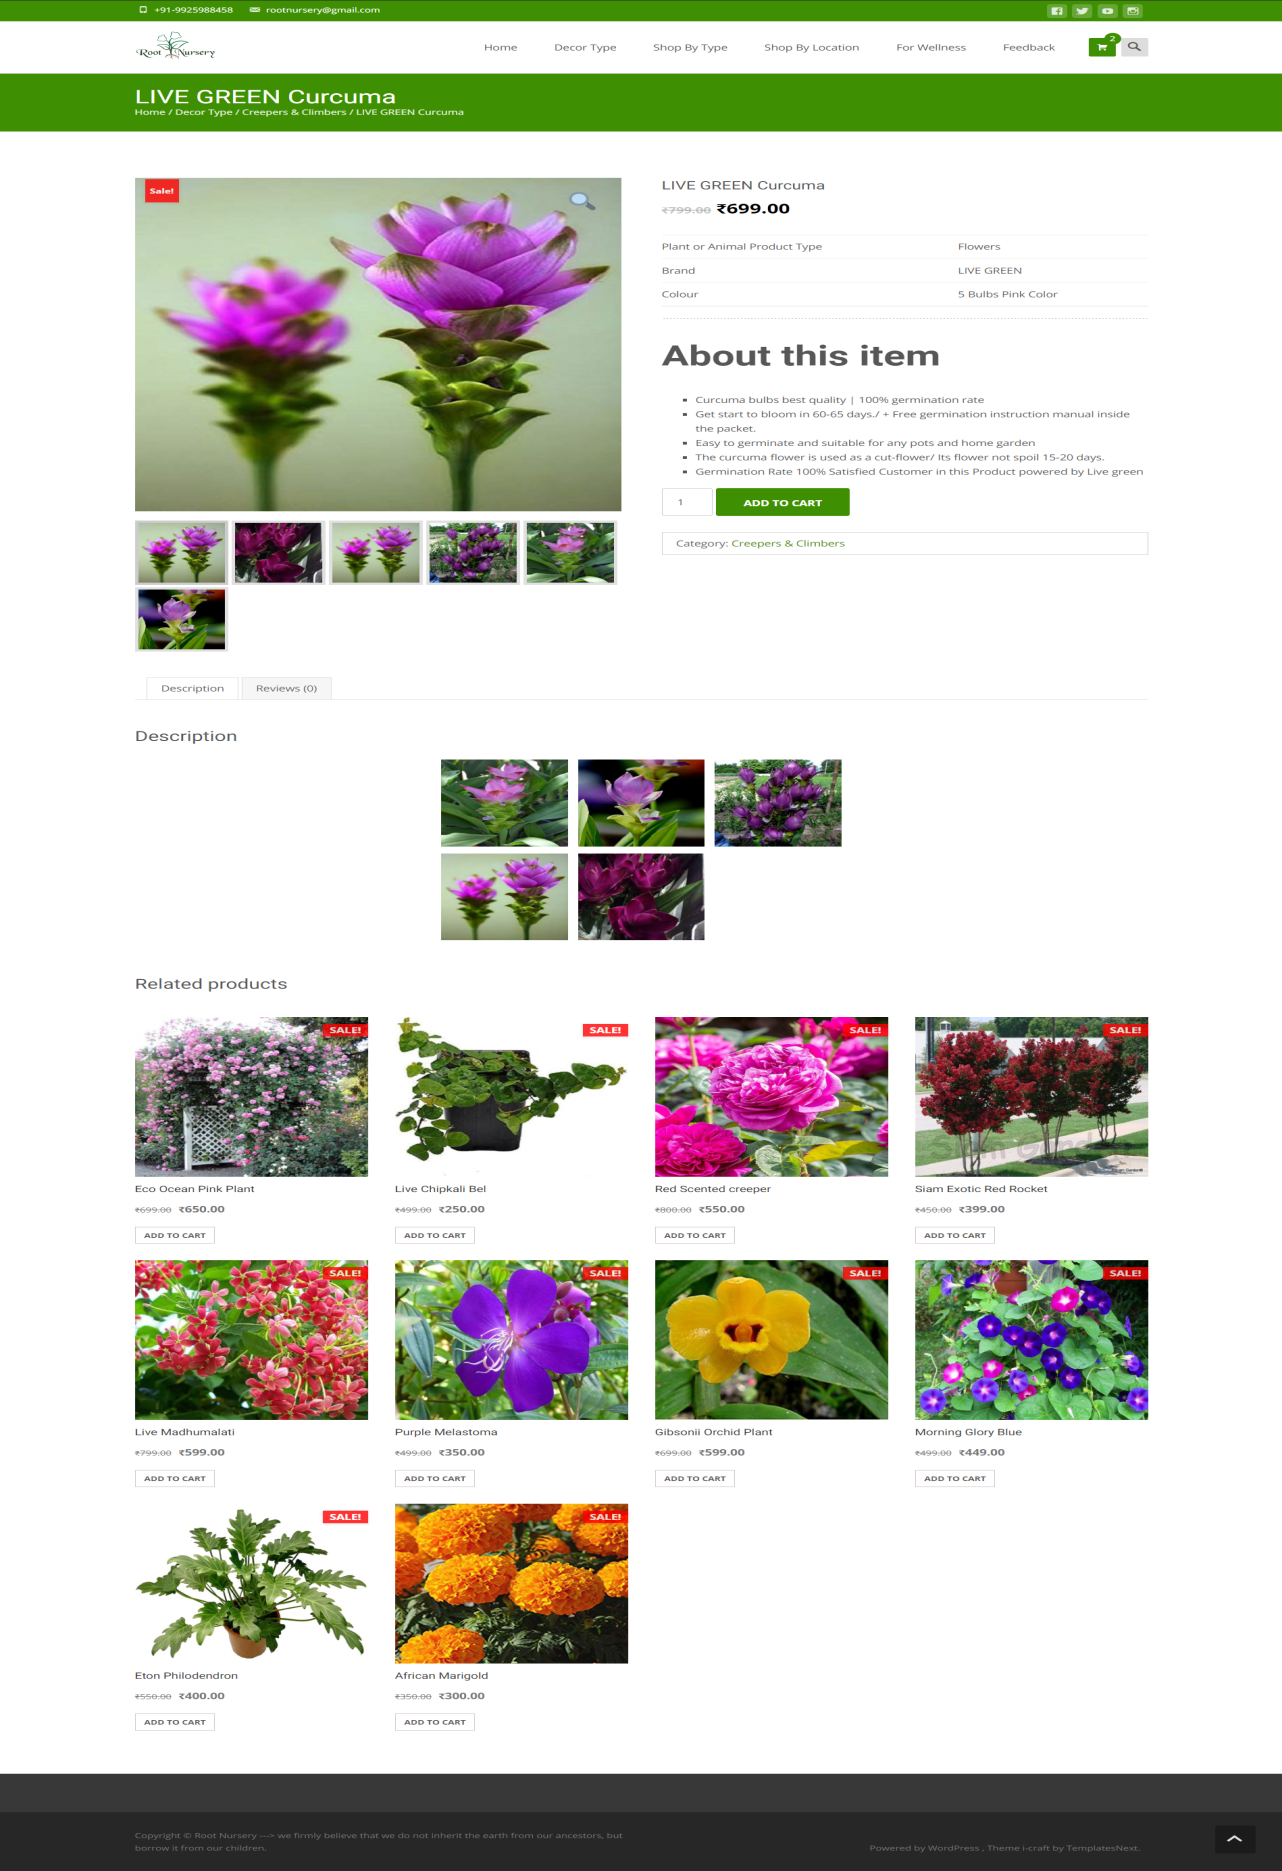 +91-9925988458 rootnursery@gmail.com
Root Nursery
Home Decor Type Shop By Type Shop By Location For Wellness Feedback 2
LIVE GREEN Curcuma
Home / Decor Type / Creepers & Climbers / LIVE GREEN Curcuma
Sale!
LIVE GREEN Curcuma
₹799.00 ₹699.00
Plant or Animal Product Type Flowers
Brand LIVE GREEN
Colour 5 Bulbs Pink Color
About this item
Curcuma bulbs best quality | 100% germination rate
Get start to bloom in 60-65 days./ + Free germination instruction manual inside
the packet.
Easy to germinate and suitable for any pots and home garden
The curcuma flower is used as a cut-flower/ Its flower not spoil 15-20 days.
Germination Rate 100% Satisfied Customer in this Product powered by Live green
1 ADD TO CART
Category: Creepers & Climbers
Description Reviews (0)
Description
Related products
SALE! SALE! SALE! SALE!
Eco Ocean Pink Plant Live Chipkali Bel Red Scented creeper Siam Exotic Red Rocket
₹699.00 ₹650.00 ₹499.00 ₹250.00 ₹800.00 ₹550.00 ₹450.00 ₹399.00
ADD TO CART ADD TO CART ADD TO CART ADD TO CART
SALE! SALE! SALE! SALE!
Live Madhumalati Purple Melastoma Gibsonii Orchid Plant Morning Glory Blue
₹799.00 ₹599.00 ₹499.00 ₹350.00 ₹699.00 ₹599.00 ₹499.00 ₹449.00
ADD TO CART ADD TO CART ADD TO CART ADD TO CART
SALE! SALE!
Eton Philodendron African Marigold
₹550.00 ₹400.00 ₹350.00 ₹300.00
ADD TO CART ADD TO CART
Copyright © Root Nursery ---> we firmly believe that we do not inherit the earth from our ancestors, but
borrow it from our children.
Powered by WordPress , Theme i-craft by TemplatesNext.